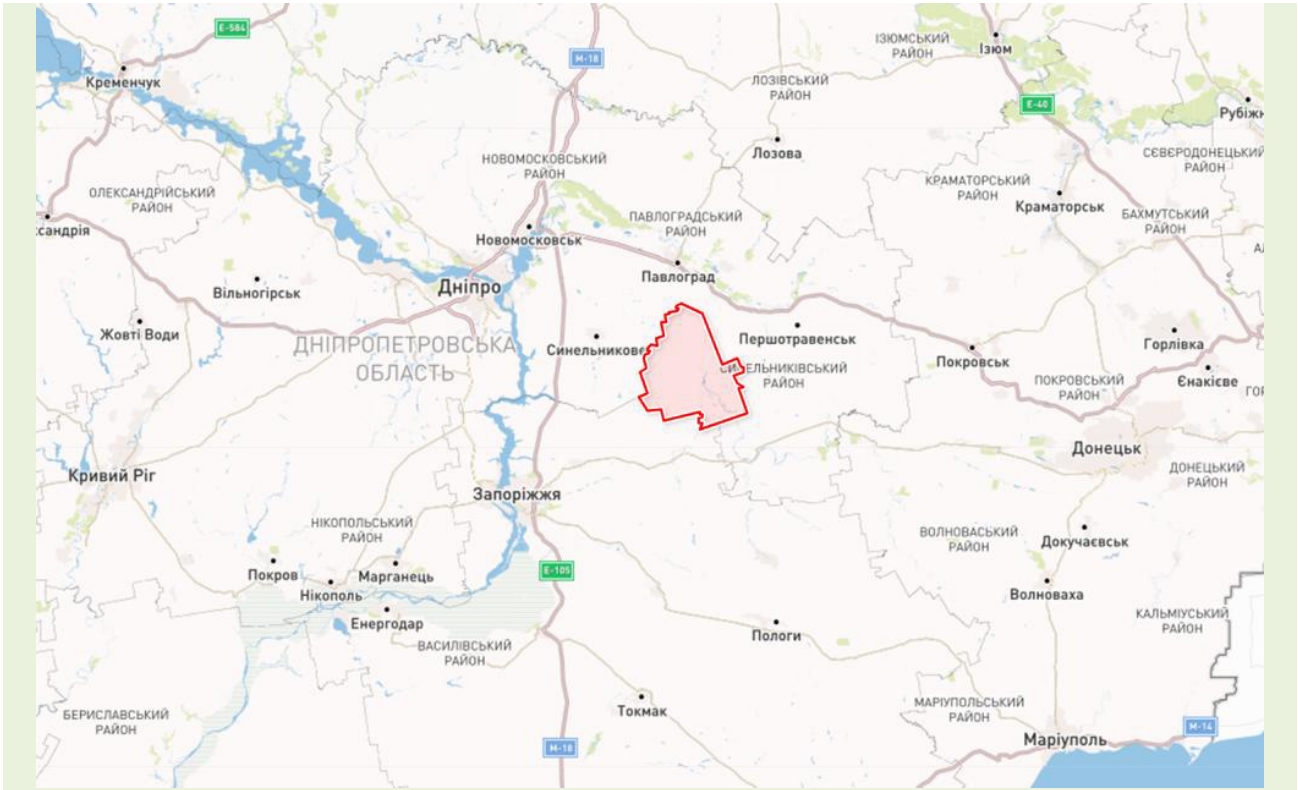 E-584
М-18
ІЗЮМСЬКИЙ
РАЙОН
Ізюм
Кременчук
ЛОЗІВСЬКИЙ
РАЙОН
E-40
Лозова
НОВОМОСКОВСЬКИЙ
РАЙОН
СЄВЄРОДОНЕЦЬКИЙ
РАЙОН
КРАМАТОРСЬКИЙ
РАЙОН
Краматорськ
ОЛЕКСАНДРІЙСЬКИЙ
РАЙОН
ПАВЛОГРАДСЬКИЙ
РАЙОН
БАХМУТСЬКИЙ
РАЙОН
сандрія
Новомосковськ
Павлоград
Дніпро
Вільногірськ
Жовті Води
Першотравенськ
Горлівка
ДНІПРОПЕТРОВСЬКА
ОБЛАСТЬ
Синельникове
Покровськ
СИНЕЛЬНИКІВСЬКИЙ
РАЙОН
ПОКРОВСЬКИЙ
РАЙОН
Єнакієве
ГОР
Донецьк
Кривий Ріг
ДОНЕЦЬКИЙ
РАЙОН
Запоріжжя
НІКОПОЛЬСЬКИЙ
РАЙОН
ВОЛНОВАСЬКИЙ
РАЙОН
Докучаєвськ
Покров
Марганець
E-105
Нікополь
Волноваха
Енергодар
КАЛЬМІУСЬКИЙ
РАЙОН
Пологи
ВАСИЛІВСЬКИЙ
РАЙОН
БЕРИСЛАВСЬКИЙ
РАЙОН
Токмак
МАРІУПОЛЬСЬКИЙ
РАЙОН
М-14
Маріуполь
М-18